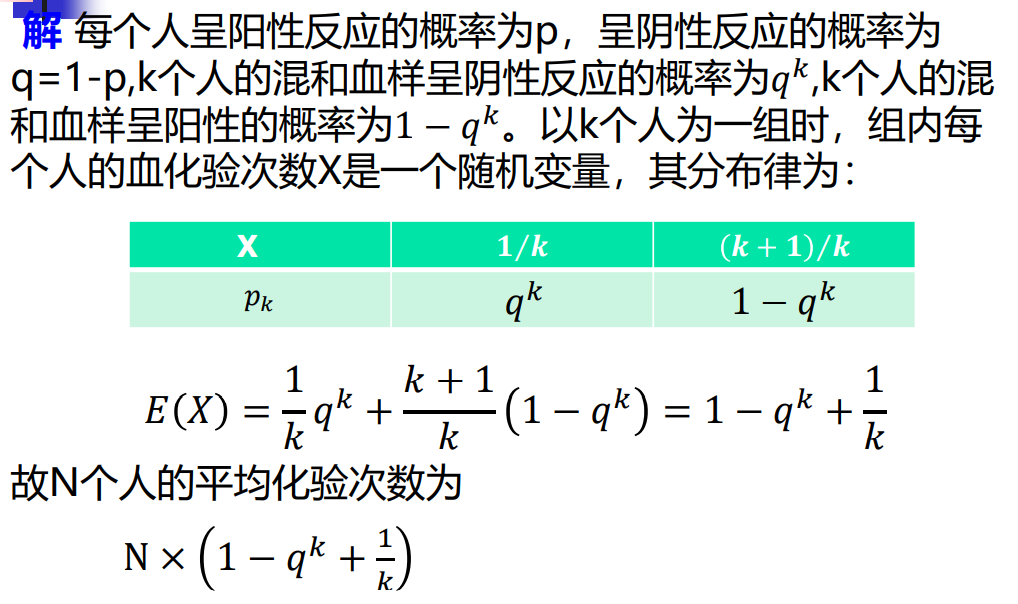 解 每个人呈阳性反应的概率为p，呈阴性反应的概率为
q=1-p,k个人的混和血样呈阴性反应的概率为$q^k$,k个人的混
和血样呈阳性的概率为$1-q^k$。以k个人为一组时，组内每
个人的血化验次数X是一个随机变量，其分布律为：
X 1/k (k+1)/k
$p_k$ $q^k$ $1-q^k$
$E(X)=\frac{1}{k}q^k+\frac{k+1}{k}(1-q^k)=1-q^k+\frac{1}{k}$
故N个人的平均化验次数为
$N\times\left(1-q^k+\frac{1}{k}\right)$